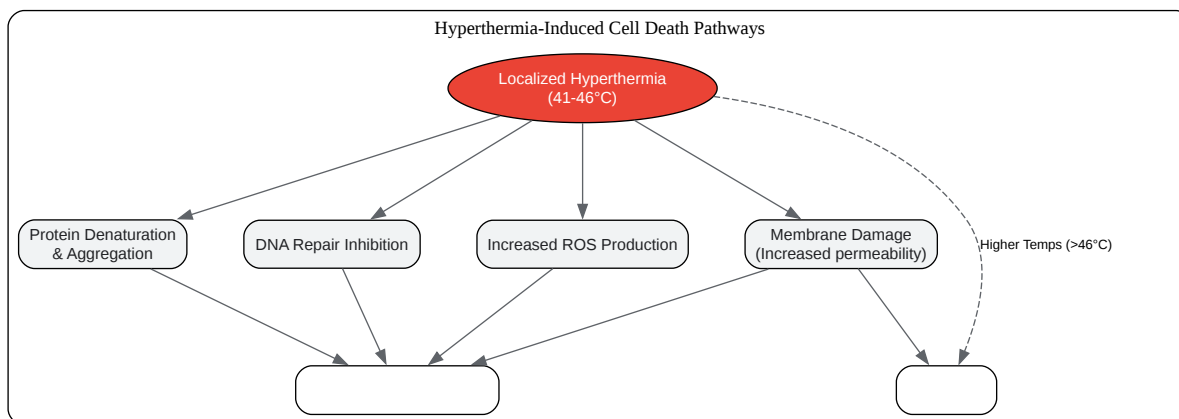 Hyperthermia-Induced Cell Death Pathways
Localized Hyperthermia
(41-46°C)
Protein Denaturation
& Aggregation
DNA Repair Inhibition
Increased ROS Production
Membrane Damage
(Increased permeability)
Higher Temps (>46°C)